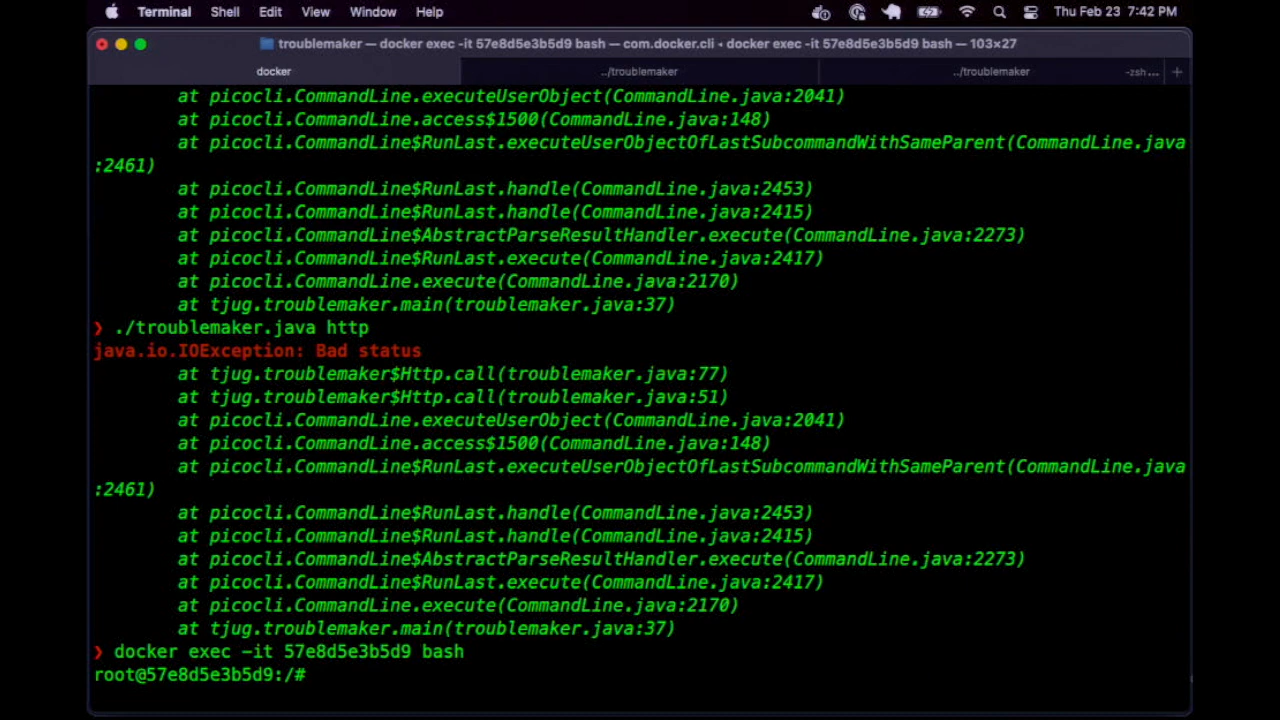 Terminal Shell Edit View Window Help Thu Feb 23 7:42 PM
troublemaker — docker exec -it 57e8d5e3b5d9 bash — com.docker.cli ◂ docker exec -it 57e8d5e3b5d9 bash — 103×27
docker ../troublemaker ../troublemaker -zsh... +
at picocli.CommandLine.executeUserObject(CommandLine.java:2041)
at picocli.CommandLine.access$1500(CommandLine.java:148)
at picocli.CommandLine$RunLast.executeUserObjectOfLastSubcommandWithSameParent(CommandLine.java
:2461)
at picocli.CommandLine$RunLast.handle(CommandLine.java:2453)
at picocli.CommandLine$RunLast.handle(CommandLine.java:2415)
at picocli.CommandLine$AbstractParseResultHandler.execute(CommandLine.java:2273)
at picocli.CommandLine$RunLast.execute(CommandLine.java:2417)
at picocli.CommandLine.execute(CommandLine.java:2170)
at tjug.troublemaker.main(troublemaker.java:37)
❯ ./troublemaker.java http
java.io.IOException: Bad status
at tjug.troublemaker$Http.call(troublemaker.java:77)
at tjug.troublemaker$Http.call(troublemaker.java:51)
at picocli.CommandLine.executeUserObject(CommandLine.java:2041)
at picocli.CommandLine.access$1500(CommandLine.java:148)
at picocli.CommandLine$RunLast.executeUserObjectOfLastSubcommandWithSameParent(CommandLine.java
:2461)
at picocli.CommandLine$RunLast.handle(CommandLine.java:2453)
at picocli.CommandLine$RunLast.handle(CommandLine.java:2415)
at picocli.CommandLine$AbstractParseResultHandler.execute(CommandLine.java:2273)
at picocli.CommandLine$RunLast.execute(CommandLine.java:2417)
at picocli.CommandLine.execute(CommandLine.java:2170)
at tjug.troublemaker.main(troublemaker.java:37)
❯ docker exec -it 57e8d5e3b5d9 bash
root@57e8d5e3b5d9:/#